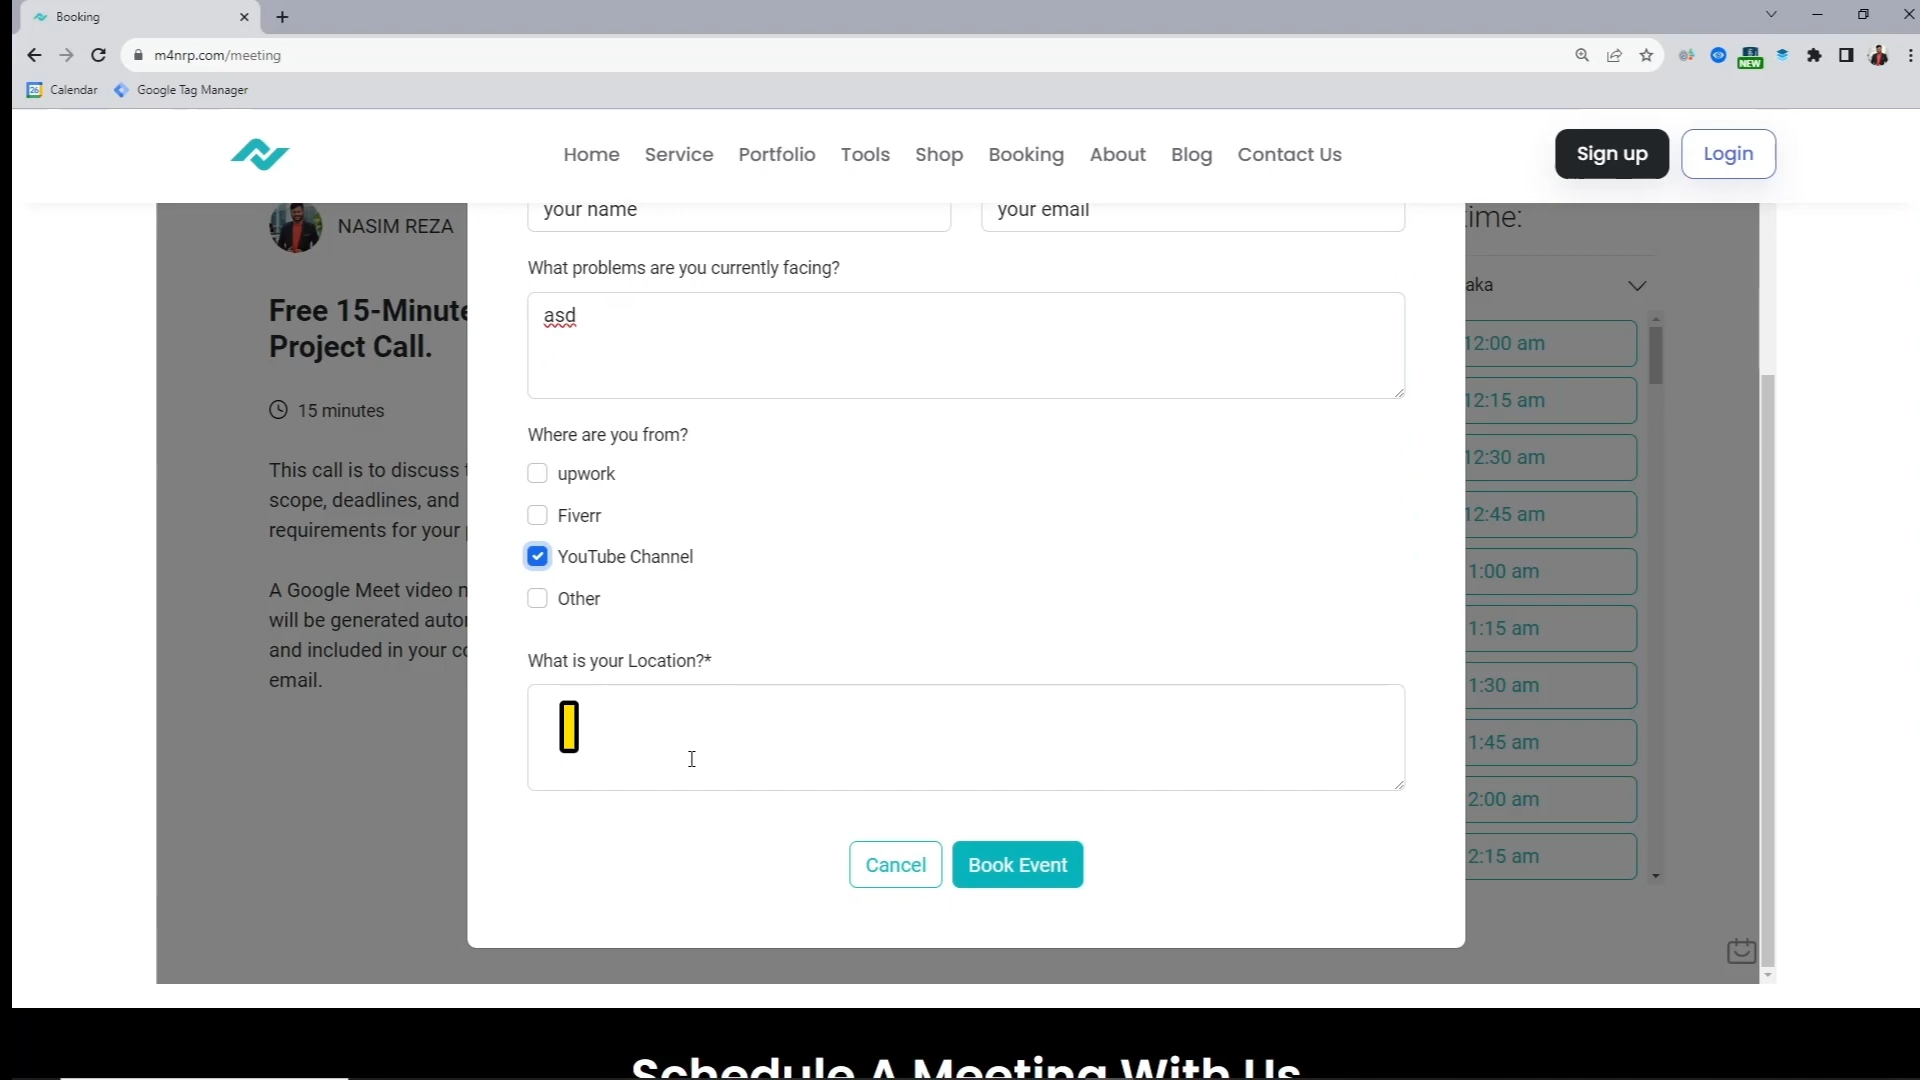 Booking
m4nrp.com/meeting
NEW
26 Calendar Google Tag Manager
Home Service Portfolio Tools Shop Booking About Blog Contact Us Sign up Login
NASIM REZA
Free 15-Minute
Project Call.
15 minutes
This call is to discuss
scope, deadlines, and
requirements for your
A Google Meet video
will be generated
and included in your
email.
your name your email
What problems are you currently facing?
asd
Where are you from?
upwork
Fiverr
YouTube Channel
Other
What is your Location?*
Cancel Book Event
time:
aka
12:00 am
12:15 am
12:30 am
12:45 am
1:00 am
1:15 am
1:30 am
1:45 am
2:00 am
2:15 am
Schedule A Meeting With Us